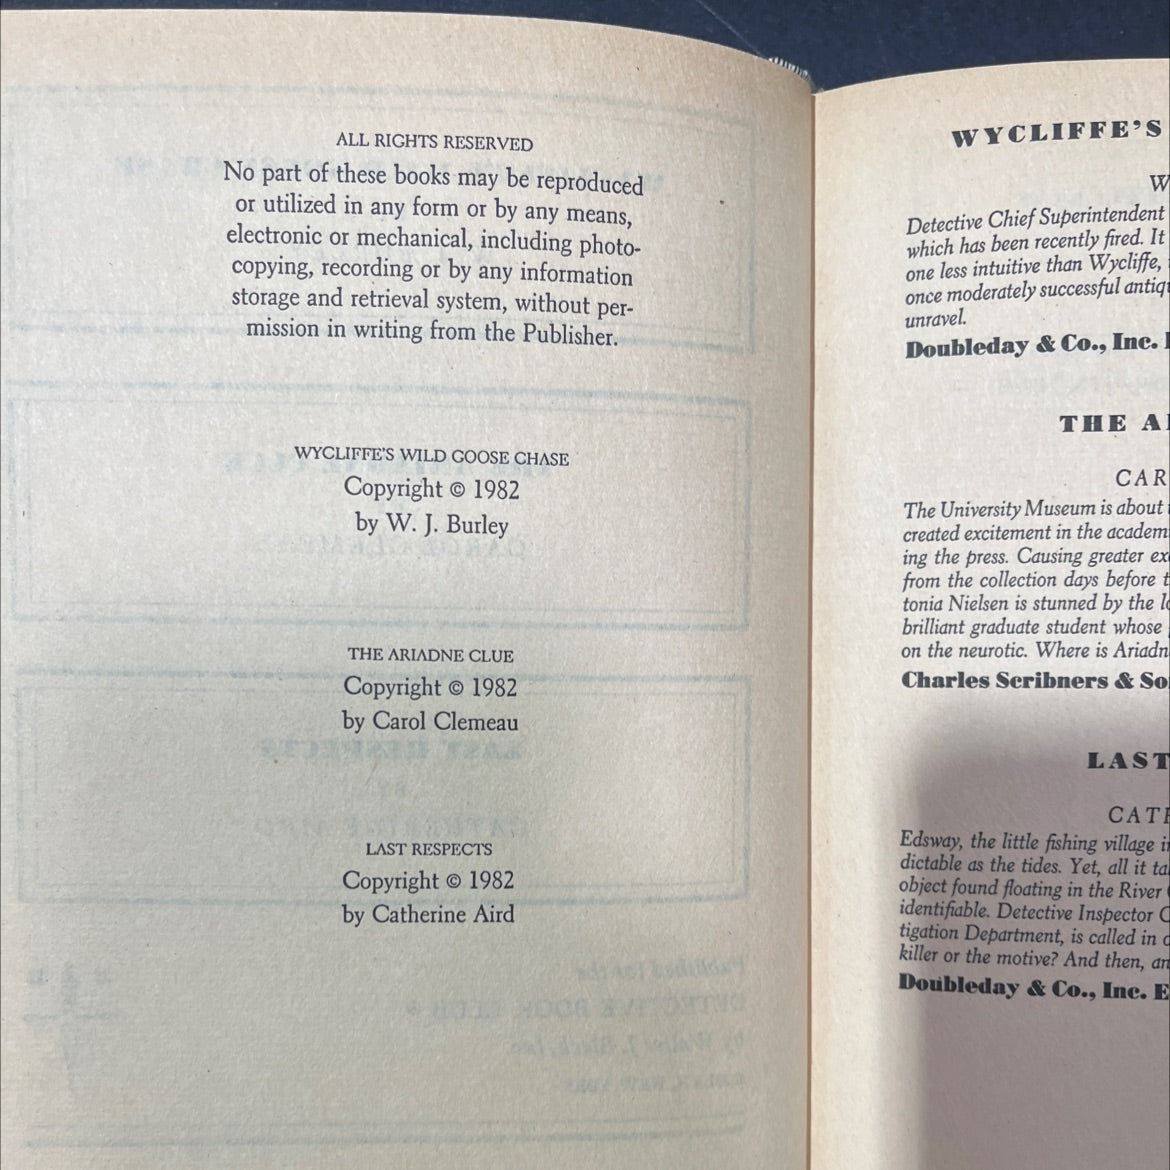 ALL RIGHTS RESERVED
No part of these books may be reproduced
or utilized in any form or by any means,
electronic or mechanical, including photo-
copying, recording or by any information
storage and retrieval system, without per-
mission in writing from the Publisher.
WYCLIFFE'S WILD GOOSE CHASE
Copyright © 1982
by W. J. Burley
THE ARIADNE CLUE
Copyright © 1982
by Carol Clemeau
LAST RESPECTS
Copyright © 1982
by Catherine Aird
WYCLIFFE'S
W
Detective Chief Superintendent
which has been recently fired. It
one less intuitive than Wycliffe,
once moderately successful antiq
unravel.
Doubleday & Co., Inc.
THE A
CAR
The University Museum is about
created excitement in the academ
ing the press. Causing greater ex
from the collection days before t
tonia Nielsen is stunned by the lo
brilliant graduate student whose
on the neurotic. Where is Ariadn
Charles Scribners & So
LAST
CATH
Edsway, the little fishing village i
dictable as the tides. Yet, all it ta
object found floating in the River
identifiable. Detective Inspector
tigation Department, is called in
killer or the motive? And then, an
Doubleday & Co., Inc. E